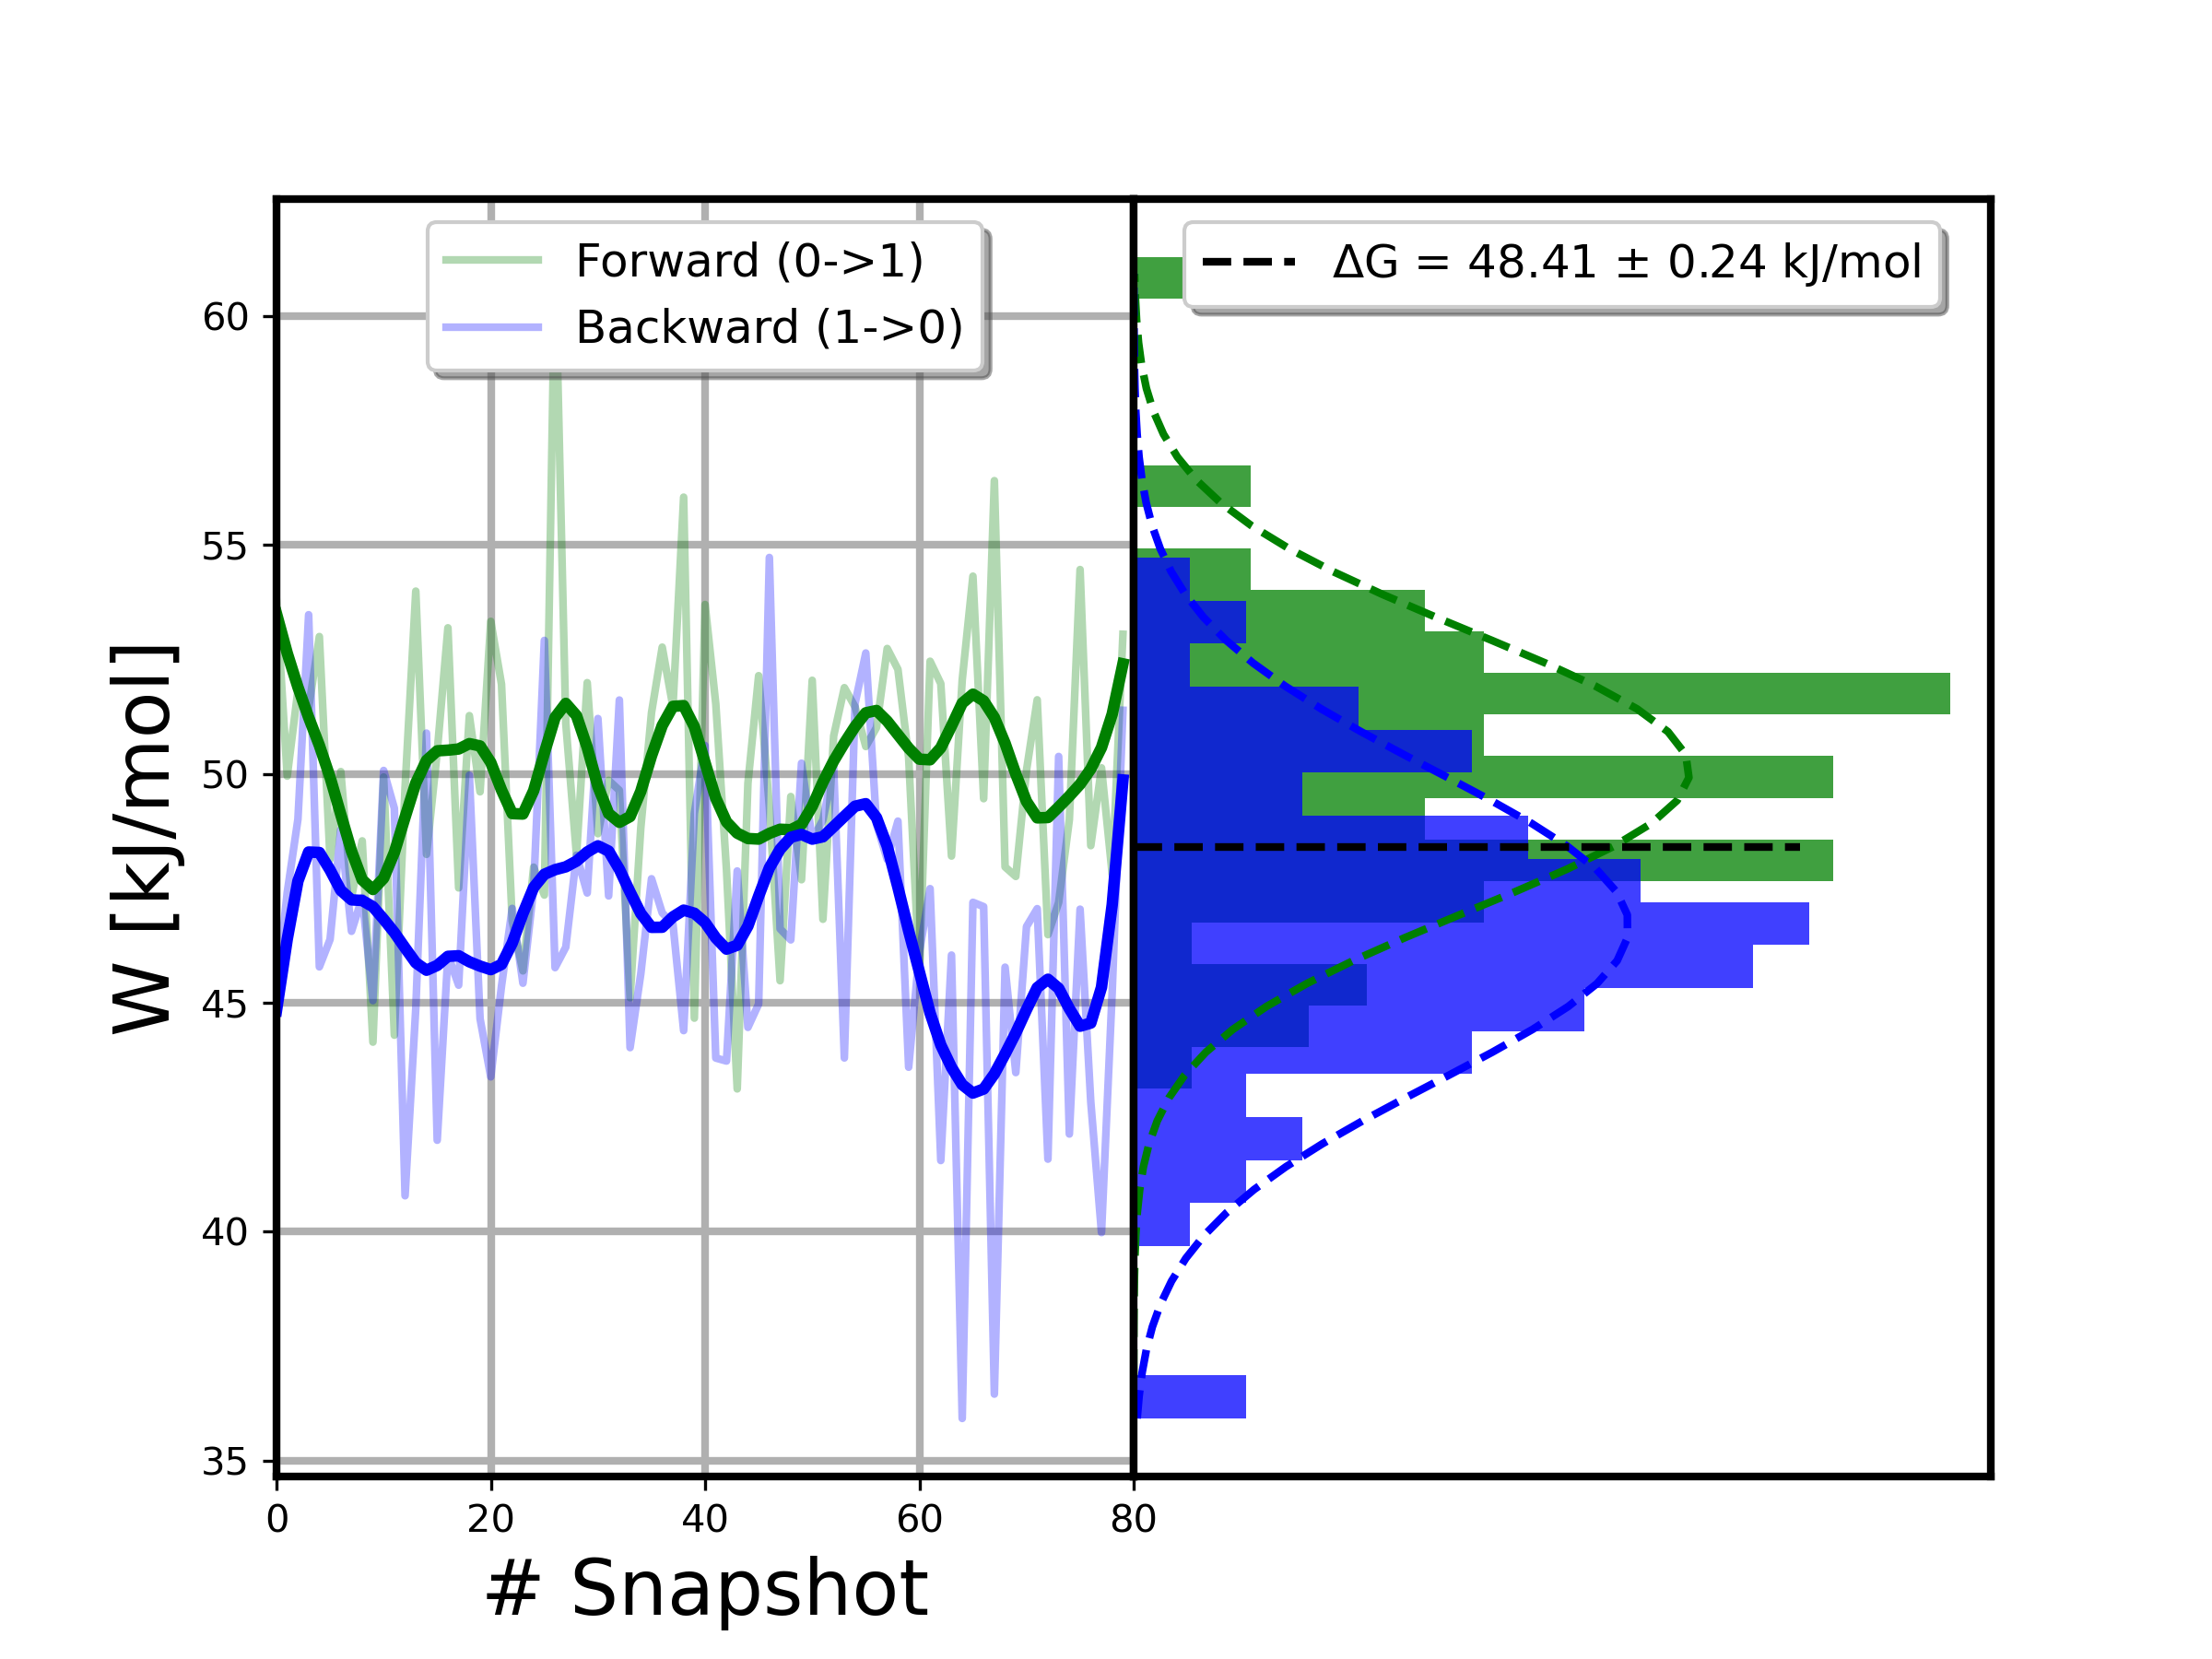 Forward (0->1)
Backward (1->0)
ΔG = 48.41 ± 0.24 kJ/mol
W [kJ/mol]
60
55
50
45
40
35
0 20 40 60 80
# Snapshot